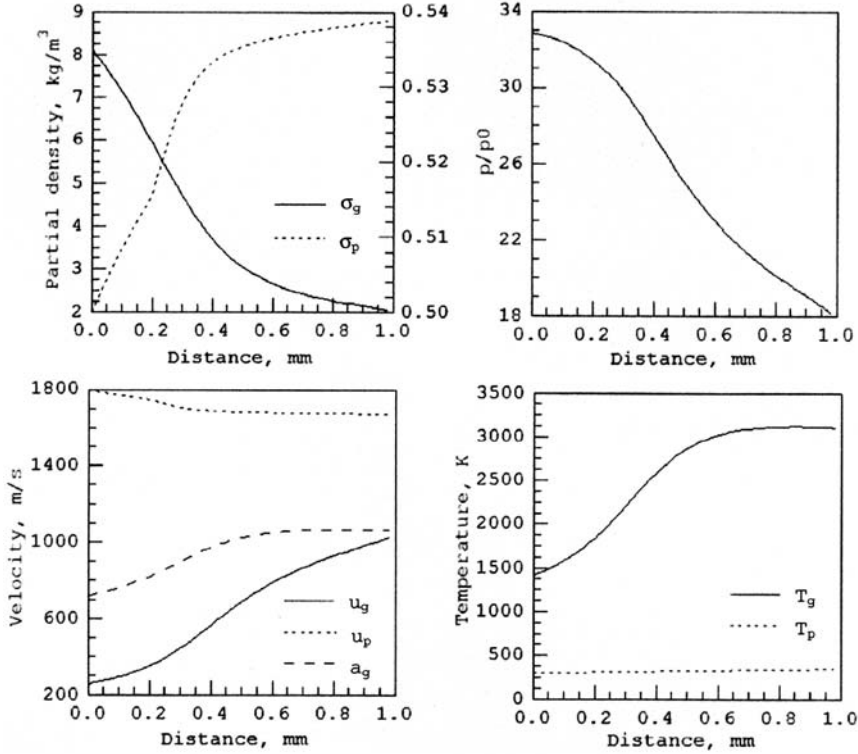 9
8
7
6
5
4
3
2
Partial density, kg/m³
0.54
0.53
0.52
0.51
0.50
σg
σp
0.0 0.2 0.4 0.6 0.8 1.0
Distance, mm
33
30
26
22
18
p/p0
0.0 0.2 0.4 0.6 0.8 1.0
Distance, mm
1800
1400
1000
600
200
Velocity, m/s
ug
up
ag
0.0 0.2 0.4 0.6 0.8 1.0
Distance, mm
3500
3000
2500
2000
1500
1000
500
0
Temperature, K
Tg
Tp
0.0 0.2 0.4 0.6 0.8 1.0
Distance, mm